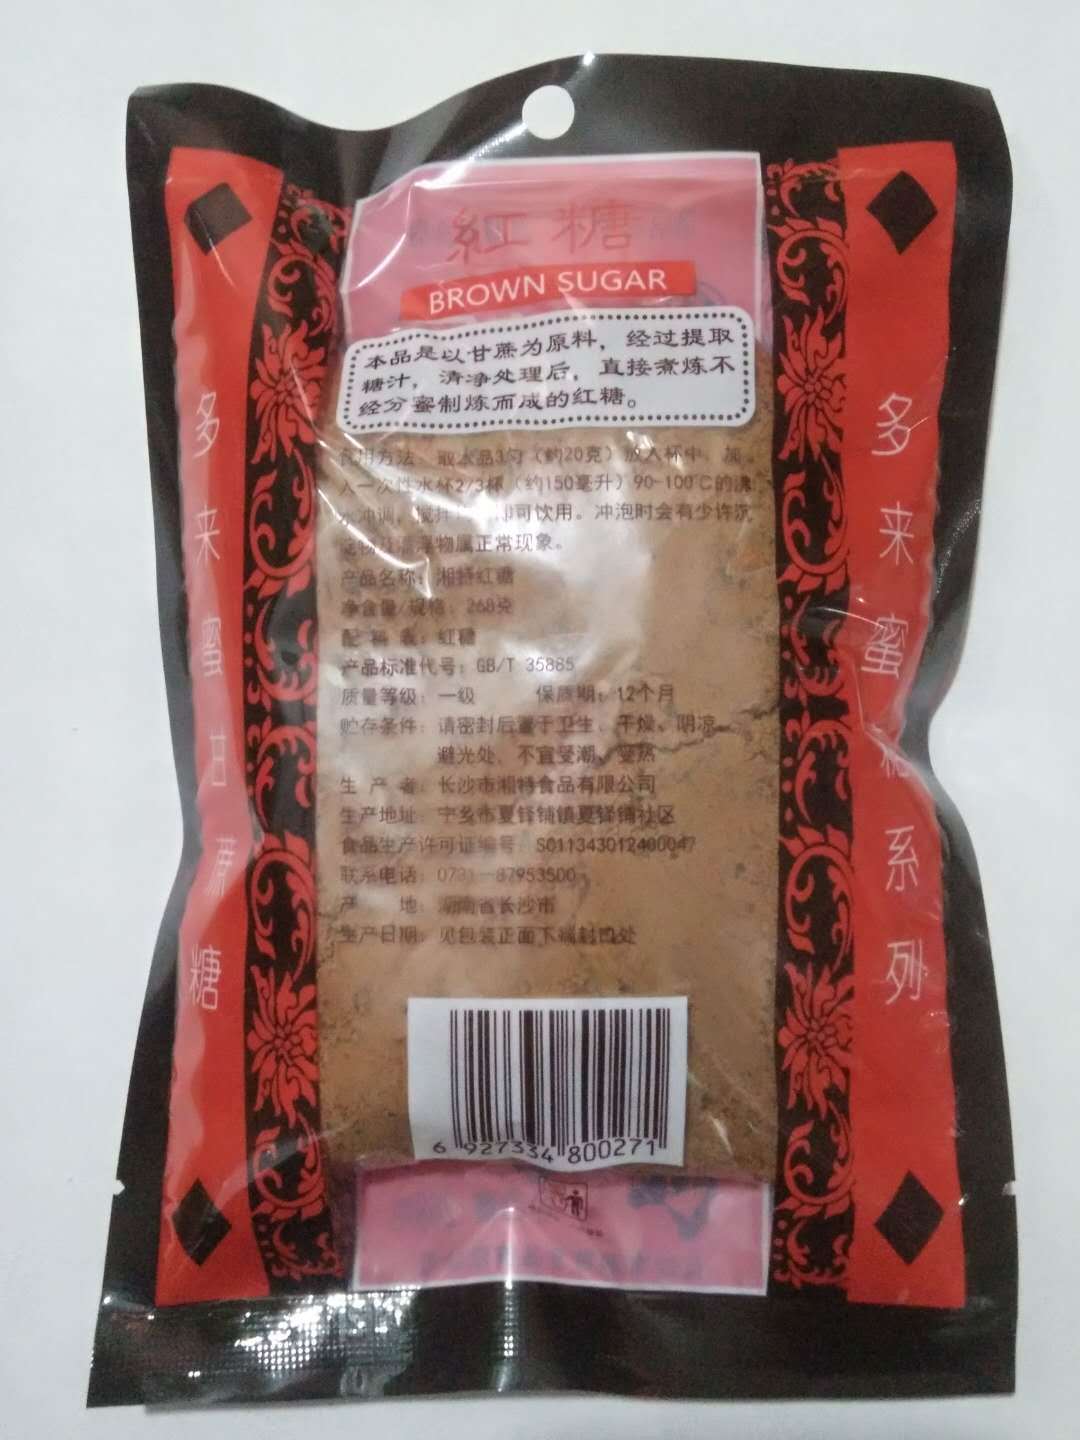 紅糖
BROWN SUGAR
本品是以甘蔗为原料，经过提取
糖汁，清净处理后，直接煮炼不
经分蜜制炼而成的红糖。
食用方法：取本品3勺（约20克）放入杯中，加
入一次性水杯2/3杯（约150毫升）90-100℃的沸
水冲调，搅拌 即可饮用。冲泡时会有少许沉
淀物 漂浮物属正常现象。
产品名称：湘特红糖
净含量/规格：268克
配 料 表：红糖
产品标准代号：GB/T 35885
质量等级：一级 保质期：12个月
贮存条件：请密封后置于卫生、干燥、阴凉
避光处、不宜受潮、受热
生 产 者：长沙市湘特食品有限公司
生产地址：宁乡市夏铎铺镇夏铎铺社区
食品生产许可证编号：SC01134301240004
联系电话：0731-87953500
产 地：湖南省长沙市
生产日期：见包装正面下端封口处
6 927334 800271
多来蜜甘蔗糖
多来蜜 系列